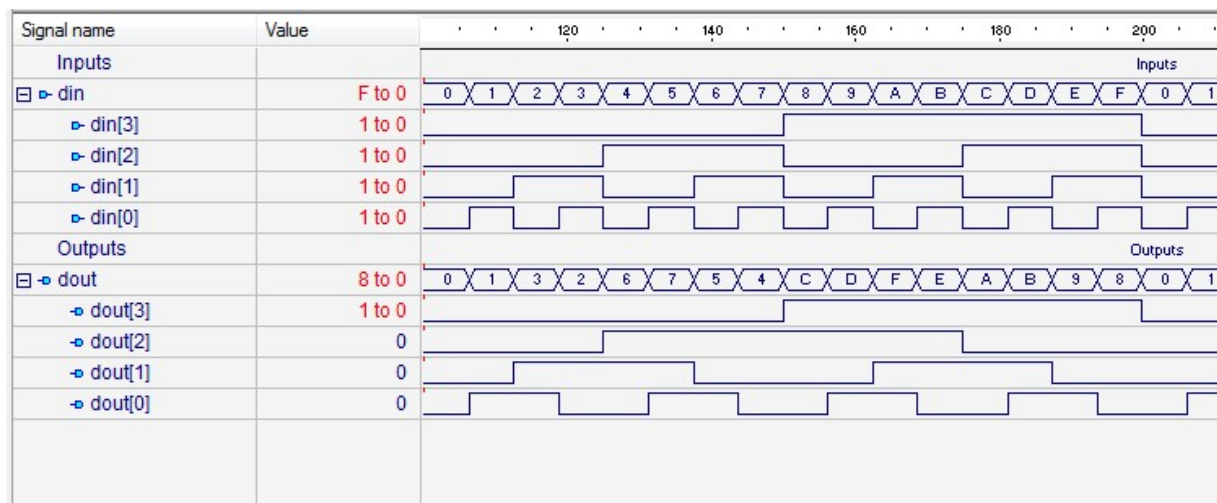 Signal name Value 120 140 160 180 200
Inputs Inputs
din F to 0 0 1 2 3 4 5 6 7 8 9 A B C D E F 0 1
din[3] 1 to 0
din[2] 1 to 0
din[1] 1 to 0
din[0] 1 to 0
Outputs Outputs
dout 8 to 0 0 1 3 2 6 7 5 4 C D F E A B 9 8 0 1
dout[3] 1 to 0
dout[2] 0
dout[1] 0
dout[0] 0